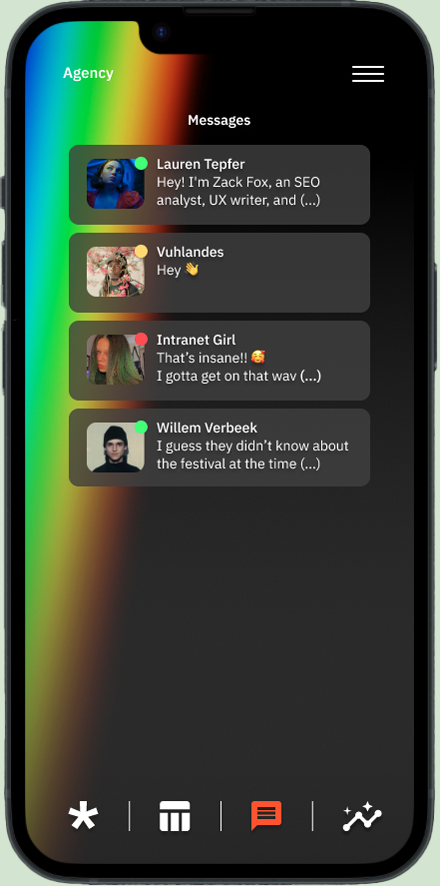 Agency
Messages
Lauren Tepfer
Hey! I'm Zack Fox, an SEO
analyst, UX writer, and (...)
Vuhlandes
Hey 👋
Intranet Girl
That's insane!! 🥰
I gotta get on that wav (...)
Willem Verbeek
I guess they didn't know about
the festival at the time (...)